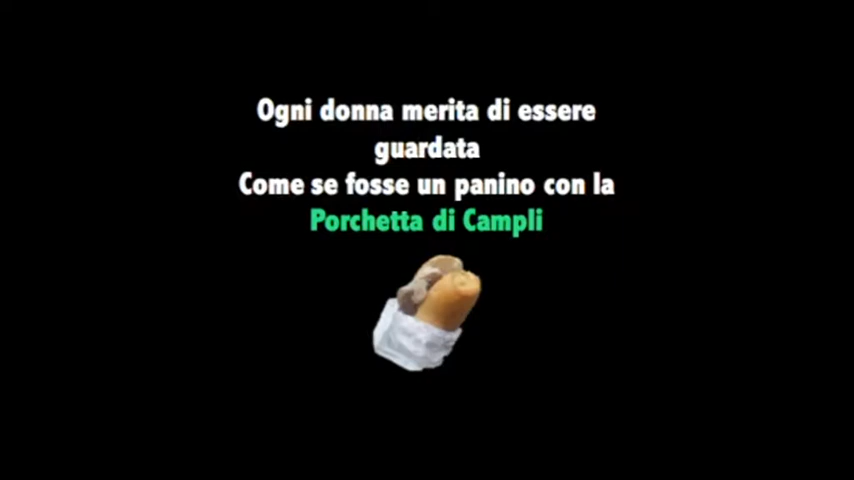 Ogni donna merita di essere
guardata
Come se fosse un panino con la
Porchetta di Campli